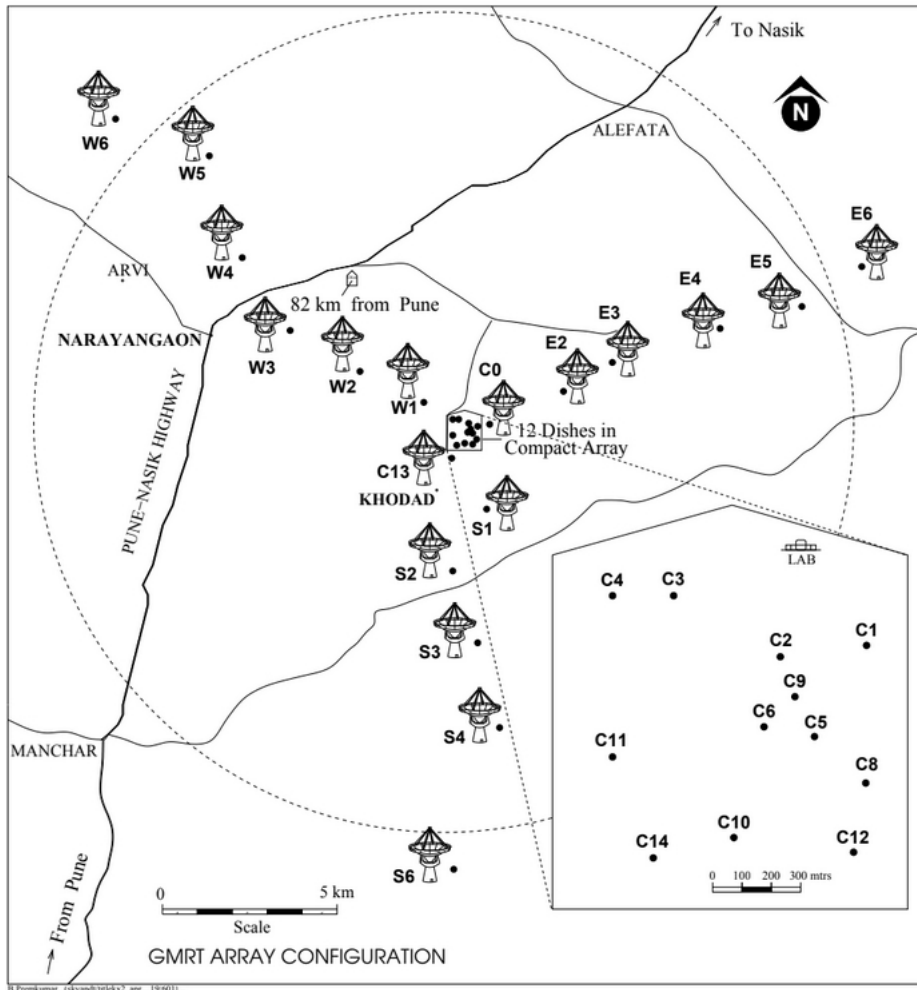 To Nasik
N
ALEFATA
W6
W5
E6
W4
ARVI
E5
E4
82 km from Pune
E3
NARAYANGAON
W3
W2
E2
C0
W1
12 Dishes in
Compact Array
C13
KHODAD
PUNE-NASIK HIGHWAY
S1
S2
LAB
C4
C3
S3
C1
C2
C9
S4
C6
C5
MANCHAR
C11
C8
C10
C12
C14
S6
0 100 200 300 mtrs
0 5 km
Scale
From Pune
GMRT ARRAY CONFIGURATION